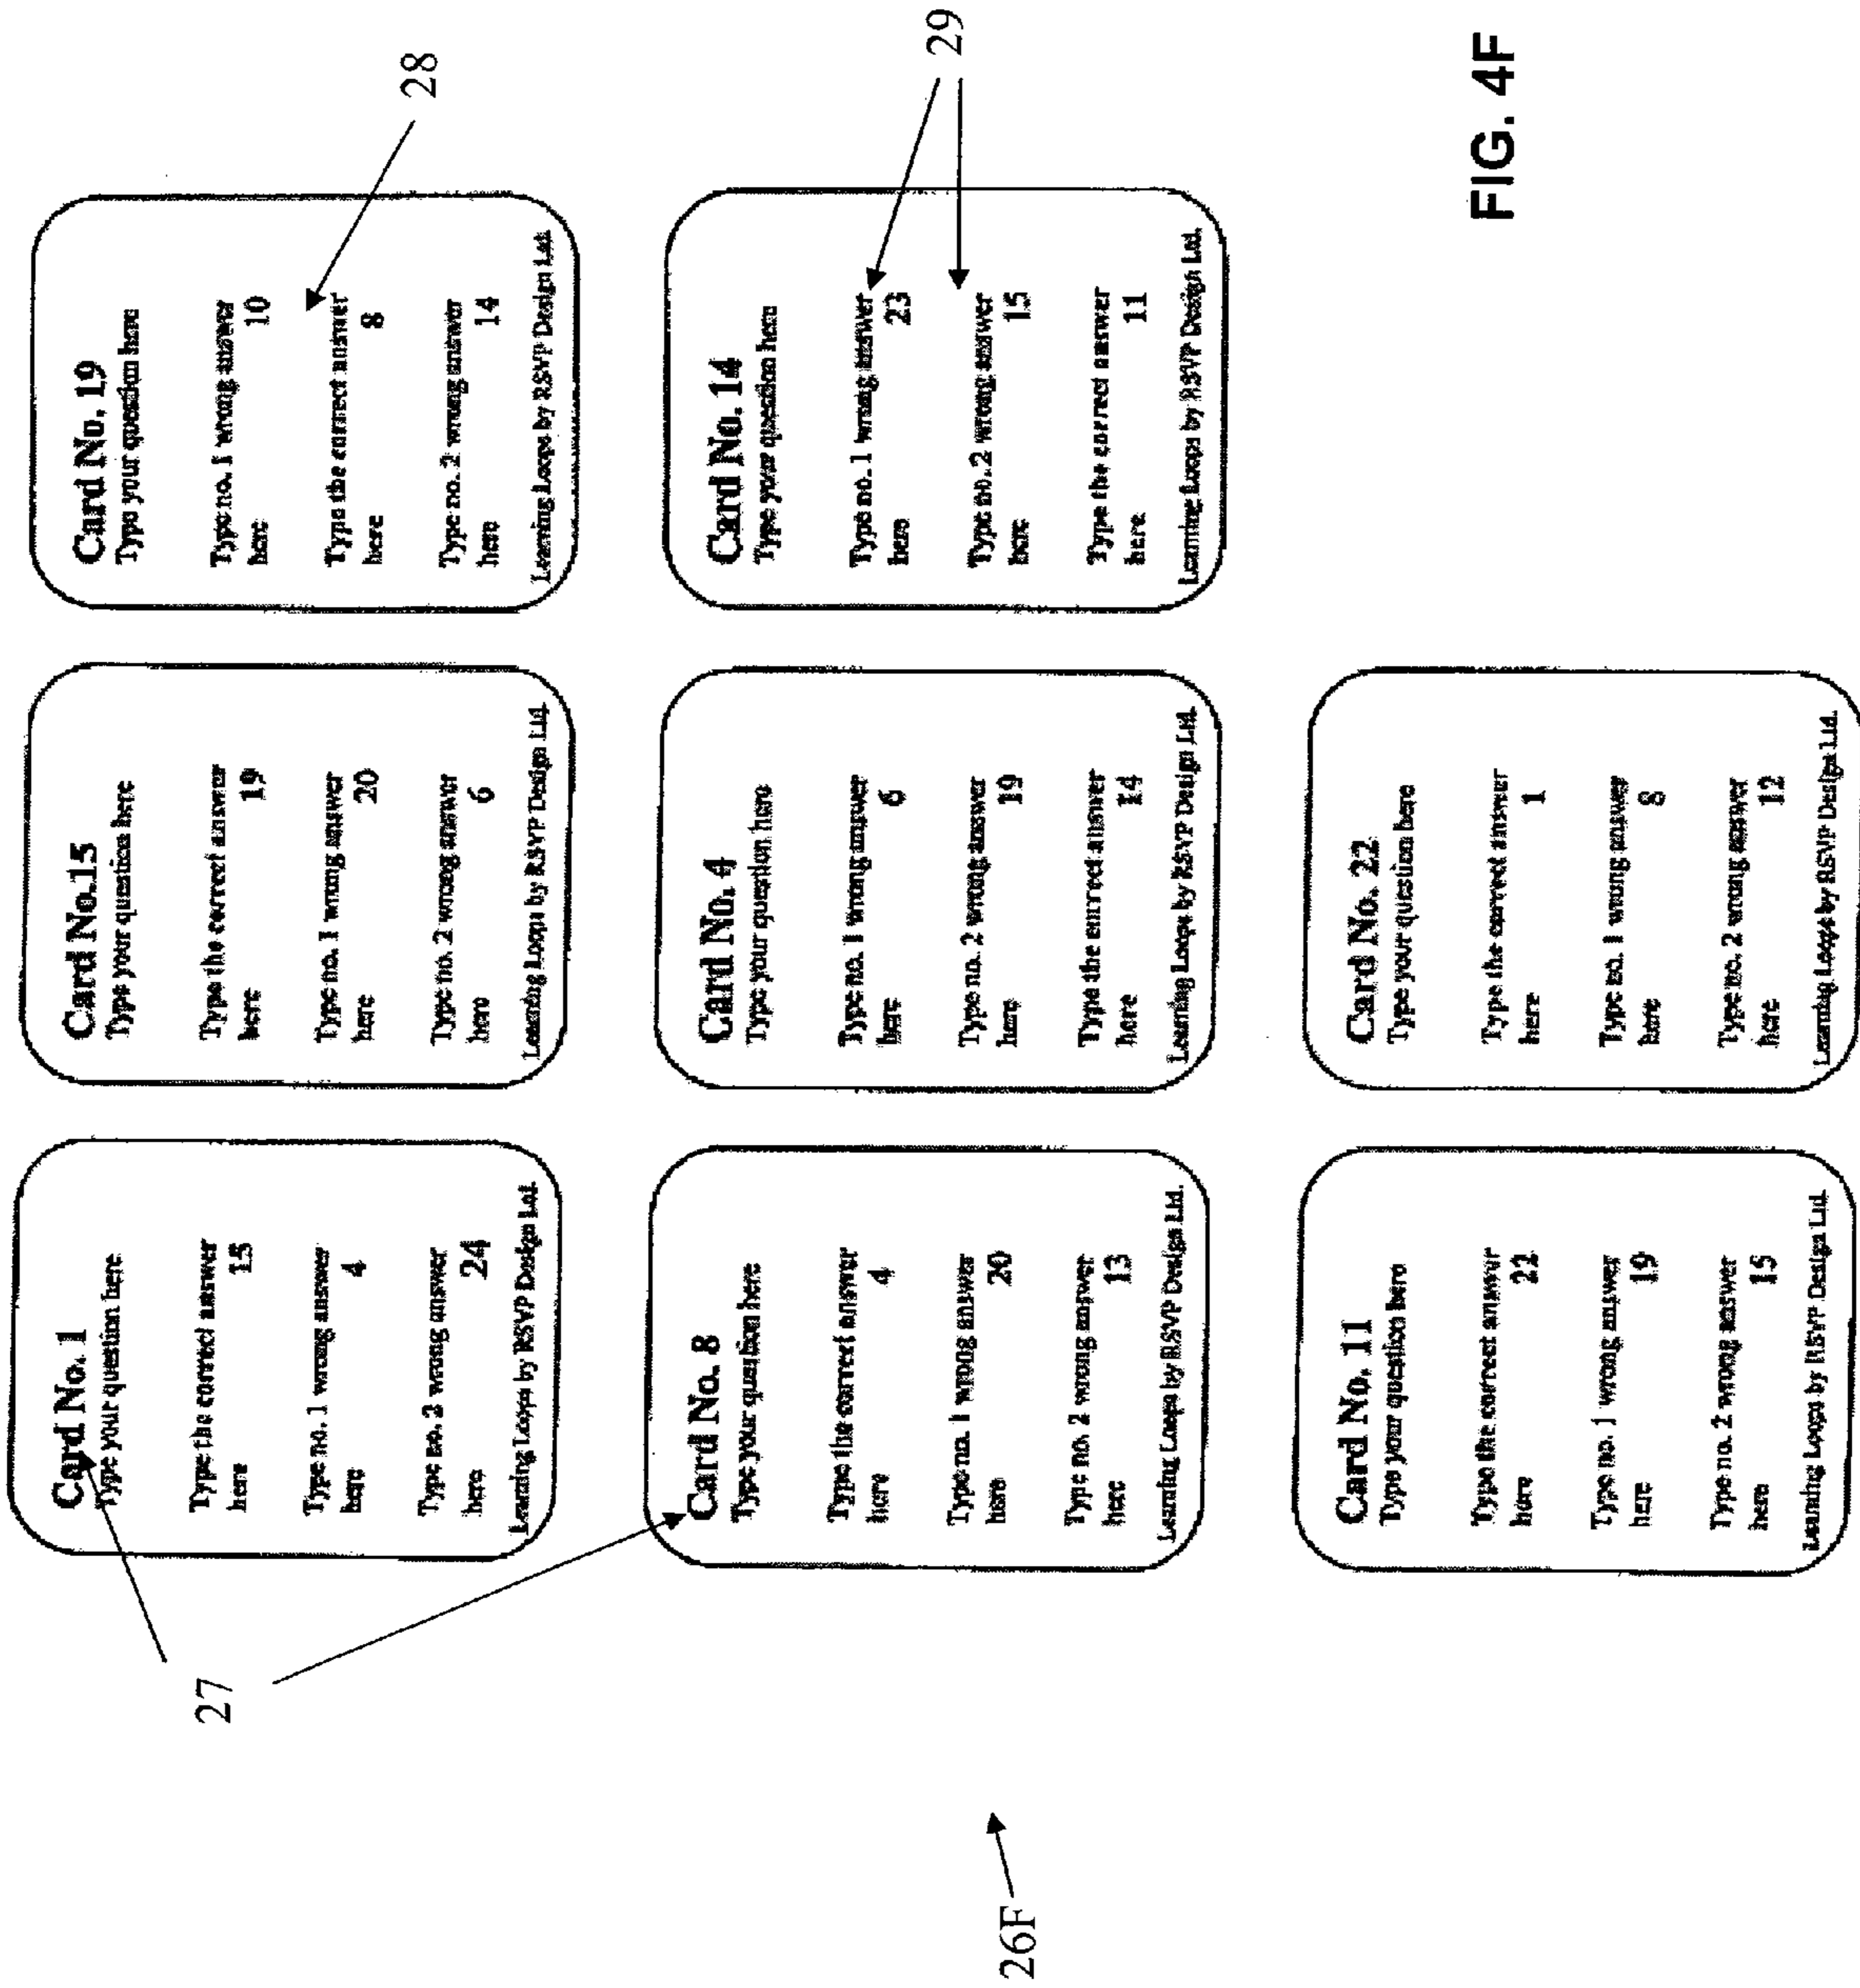 Card No. 1
Type your question here
Type the correct answer
15
here
Type no. 1 wrong answer
4
here
Type no. 2 wrong answer
24
here
Learning Loops by RSVP Design Ltd.
Card No.15
Type your question here
Type the correct answer
19
here
Type no. 1 wrong answer
20
here
Type no. 2 wrong answer
6
here
Learning Loops by RSVP Design Ltd.
Card No. 19
Type your question here
Type no. 1 wrong answer
10
here
Type the correct answer
8
here
Type no. 2 wrong answer
14
here
Learning Loops by RSVP Design Ltd.
27
28
Card No. 8
Type your question here
Type the correct answer
4
here
Type no. 1 wrong answer
20
here
Type no. 2 wrong answer
13
here
Learning Loops by RSVP Design Ltd.
Card No. 4
Type your question here
Type no. 1 wrong answer
6
here
Type no. 2 wrong answer
19
here
Type the correct answer
14
here
Learning Loops by RSVP Design Ltd.
Card No. 14
Type your question here
Type no. 1 wrong answer
23
here
Type no. 2 wrong answer
15
here
Type the correct answer
11
here
Learning Loops by RSVP Design Ltd.
29
26F
Card No. 11
Type your question here
Type the correct answer
22
here
Type no. 1 wrong answer
19
here
Type no. 2 wrong answer
15
here
Learning Loops by RSVP Design Ltd.
Card No. 22
Type your question here
Type the correct answer
1
here
Type no. 1 wrong answer
8
here
Type no. 2 wrong answer
12
here
Learning Loops by RSVP Design Ltd.
FIG. 4F